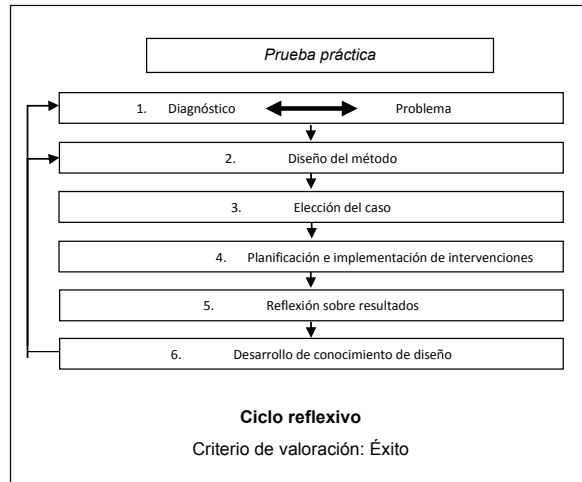 Prueba práctica
1. Diagnóstico Problema
2. Diseño del método
3. Elección del caso
4. Planificación e implementación de intervenciones
5. Reflexión sobre resultados
6. Desarrollo de conocimiento de diseño
Ciclo reflexivo
Criterio de valoración: Éxito